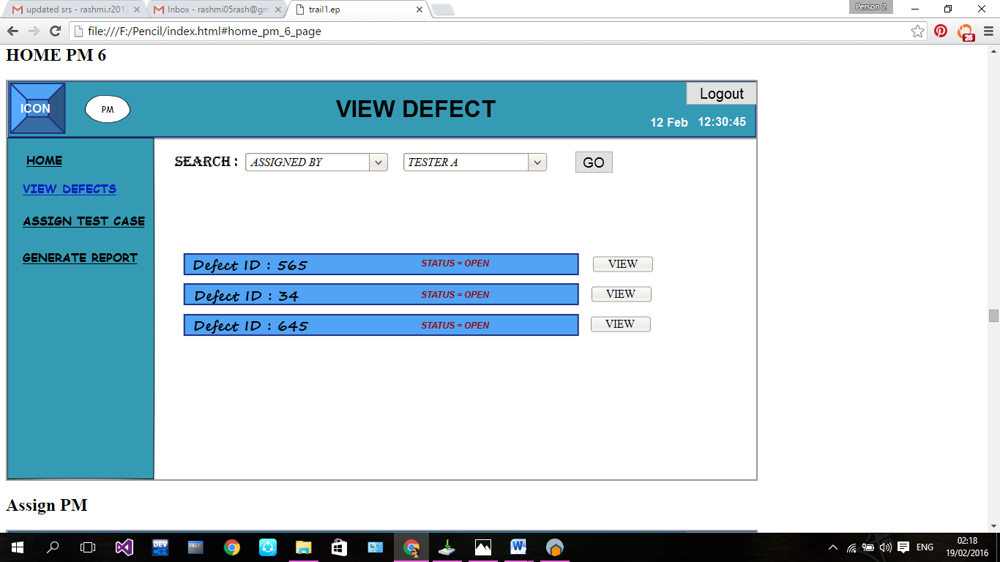 updated srs - rashmi.r2013
Inbox - rashmi05rash@gm
trail1.ep
Person 2
file:///F:/Pencil/index.html#home_pm_6_page
26
HOME PM 6
ICON
PM
VIEW DEFECT
Logout
12 Feb 12:30:45
HOME
VIEW DEFECTS
ASSIGN TEST CASE
GENERATE REPORT
SEARCH : ASSIGNED BY TESTER A GO
Defect ID : 565 STATUS = OPEN VIEW
Defect ID : 34 STATUS = OPEN VIEW
Defect ID : 645 STATUS = OPEN VIEW
Assign PM
DEV
SQL
ENG
02:18
19/02/2016